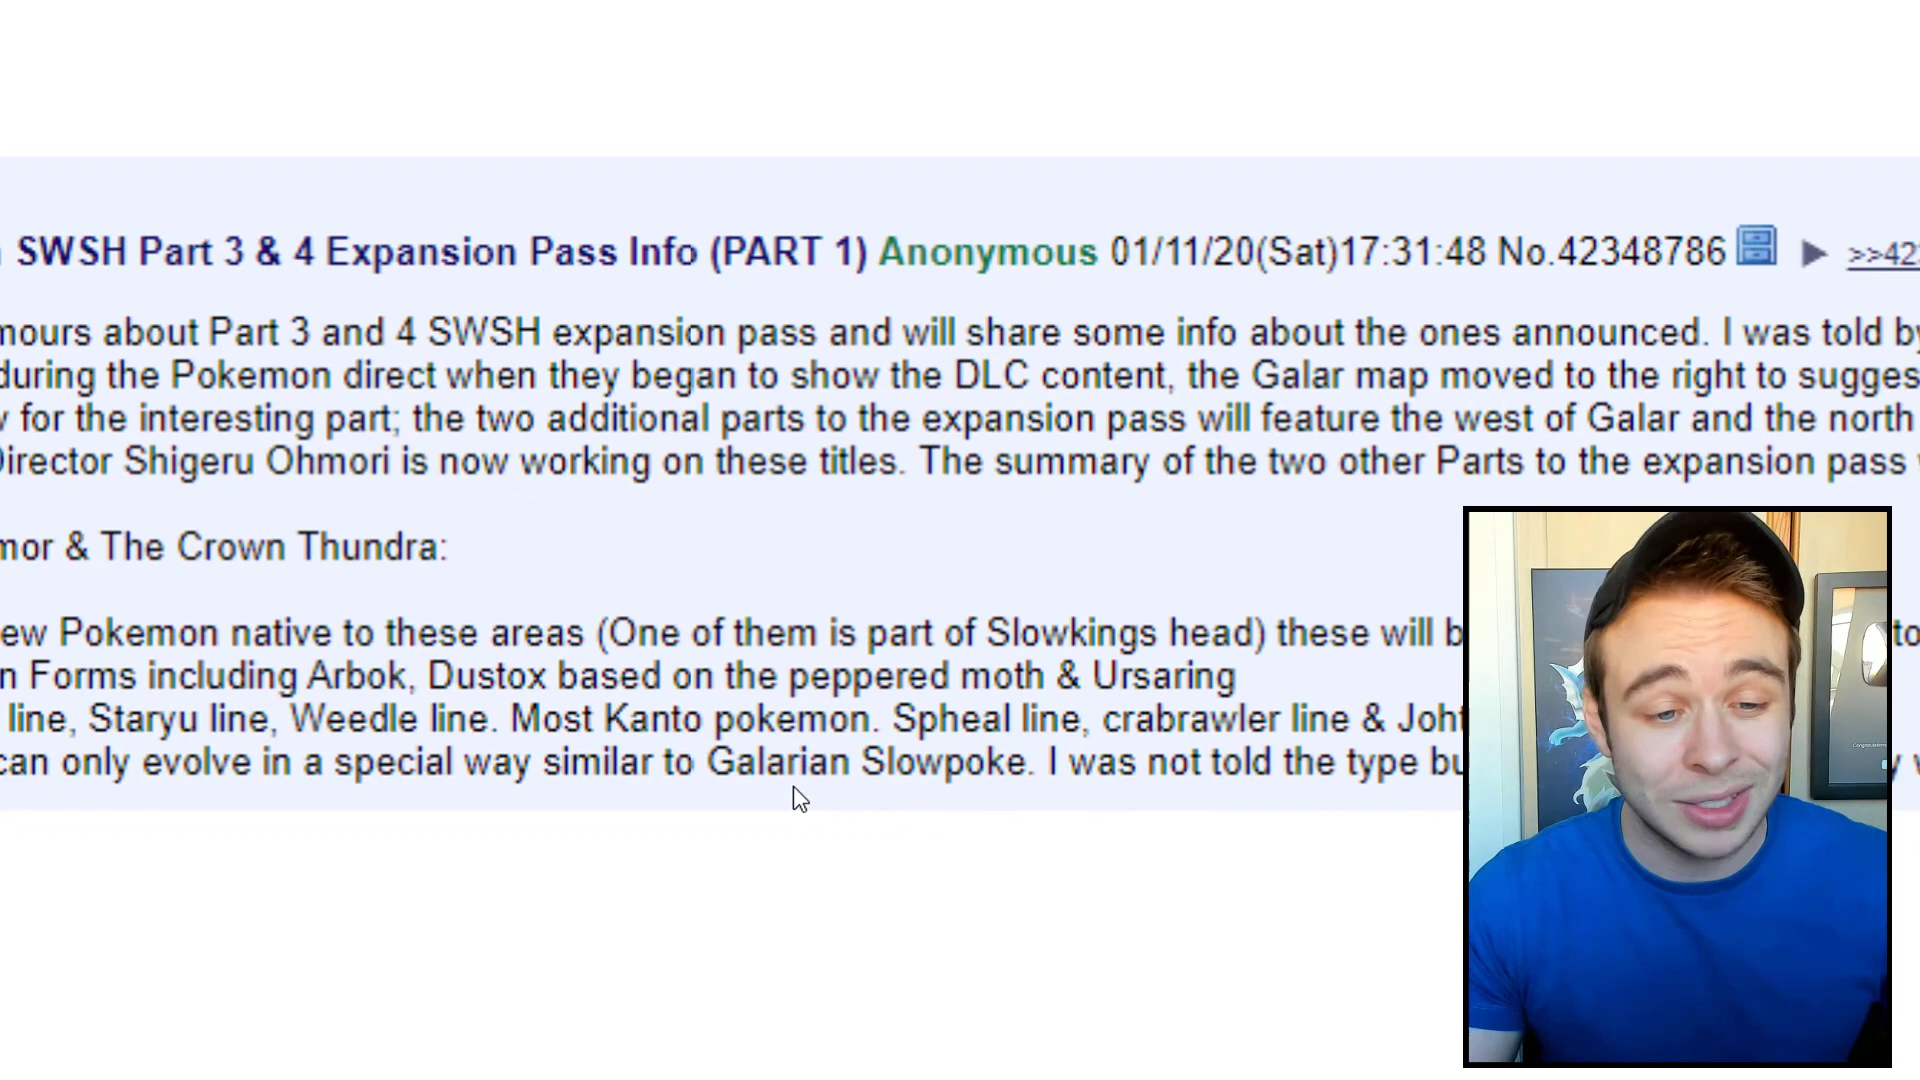 SWSH Part 3 & 4 Expansion Pass Info (PART 1) Anonymous 01/11/20(Sat)17:31:48 No.42348786 ▶ >>42
mours about Part 3 and 4 SWSH expansion pass and will share some info about the ones announced. I was told by
during the Pokemon direct when they began to show the DLC content, the Galar map moved to the right to sugges
for the interesting part; the two additional parts to the expansion pass will feature the west of Galar and the north
Director Shigeru Ohmori is now working on these titles. The summary of the two other Parts to the expansion pass
mor & The Crown Thundra:
ew Pokemon native to these areas (One of them is part of Slowkings head) these will b to
n Forms including Arbok, Dustox based on the peppered moth & Ursaring
line, Staryu line, Weedle line. Most Kanto pokemon. Spheal line, crabrawler line & Joht
can only evolve in a special way similar to Galarian Slowpoke. I was not told the type bu